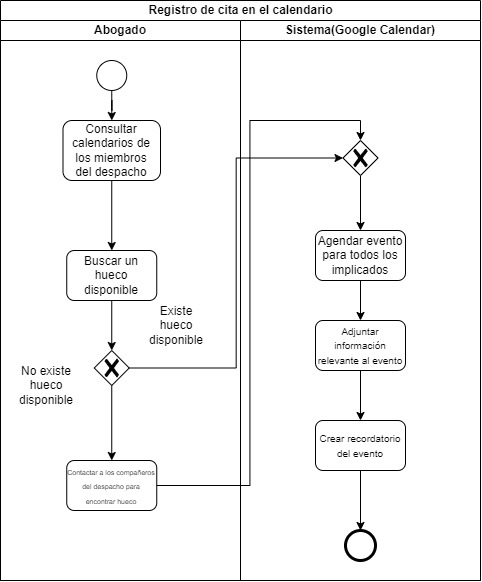 Registro de cita en el calendario
Abogado
Sistema(Google Calendar)
Consultar
calendarios de
los miembros
del despacho
Buscar un
hueco
disponible
Existe
hueco
disponible
No existe
hueco
disponible
Contactar a los compañeros
del despacho para
encontrar hueco
Agendar evento
para todos los
implicados
Adjuntar
información
relevante al evento
Crear recordatorio
del evento